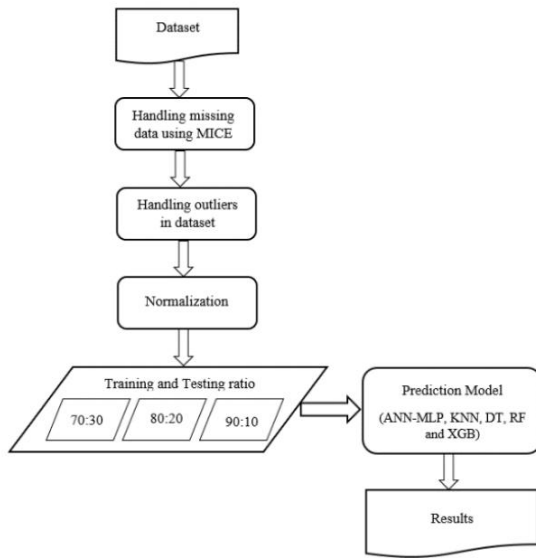 Dataset
Handling missing
data using MICE
Handling outliers
in dataset
Normalization
Training and Testing ratio
70:30
80:20
90:10
Prediction Model
(ANN-MLP, KNN, DT, RF
and XGB)
Results